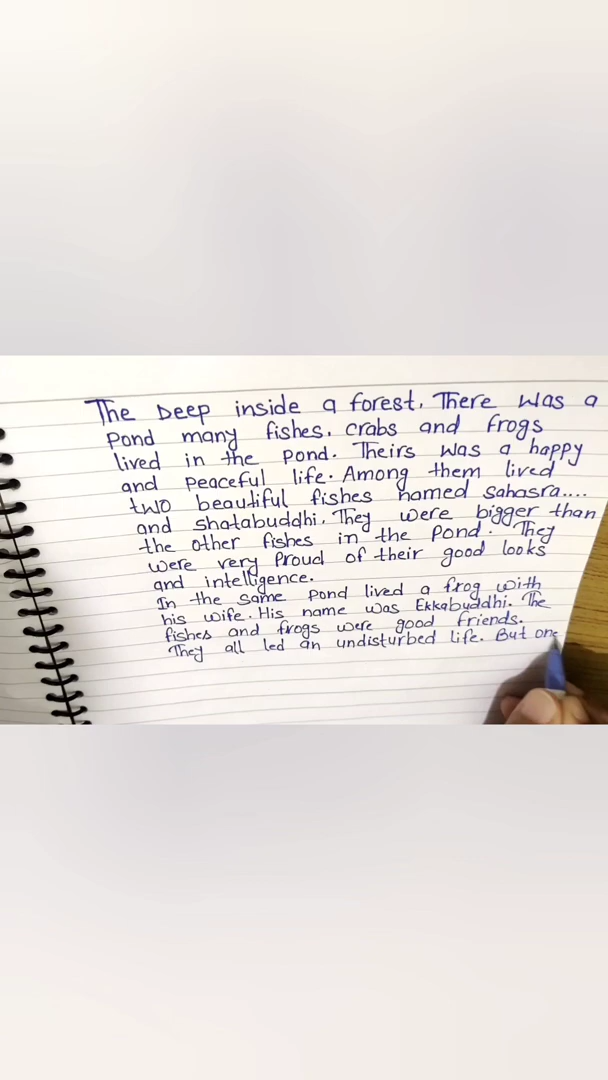 The Deep inside a forest. There was a
Pond many fishes, crabs and frogs
lived in the pond. Theirs was a happy
and peaceful life. Among them lived
two beautiful fishes named Sahasra....
and Shatabuddhi. They were bigger than
the other fishes in the Pond. They
were very Proud of their good looks
and intelligence.
In the same pond lived a frog with
his wife. His name was Ekkabuddhi. The
fishes and frogs were good friends.
They all led an undisturbed life. But one